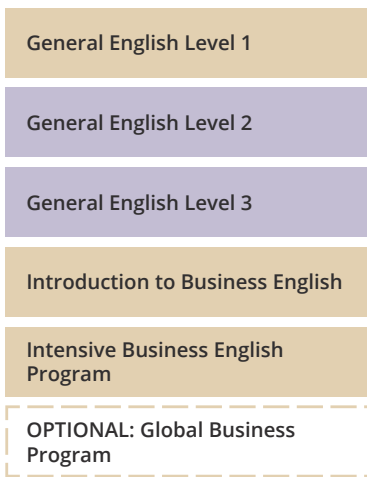 General English Level 1
General English Level 2
General English Level 3
Introduction to Business English
Intensive Business English
Program
OPTIONAL: Global Business
Program